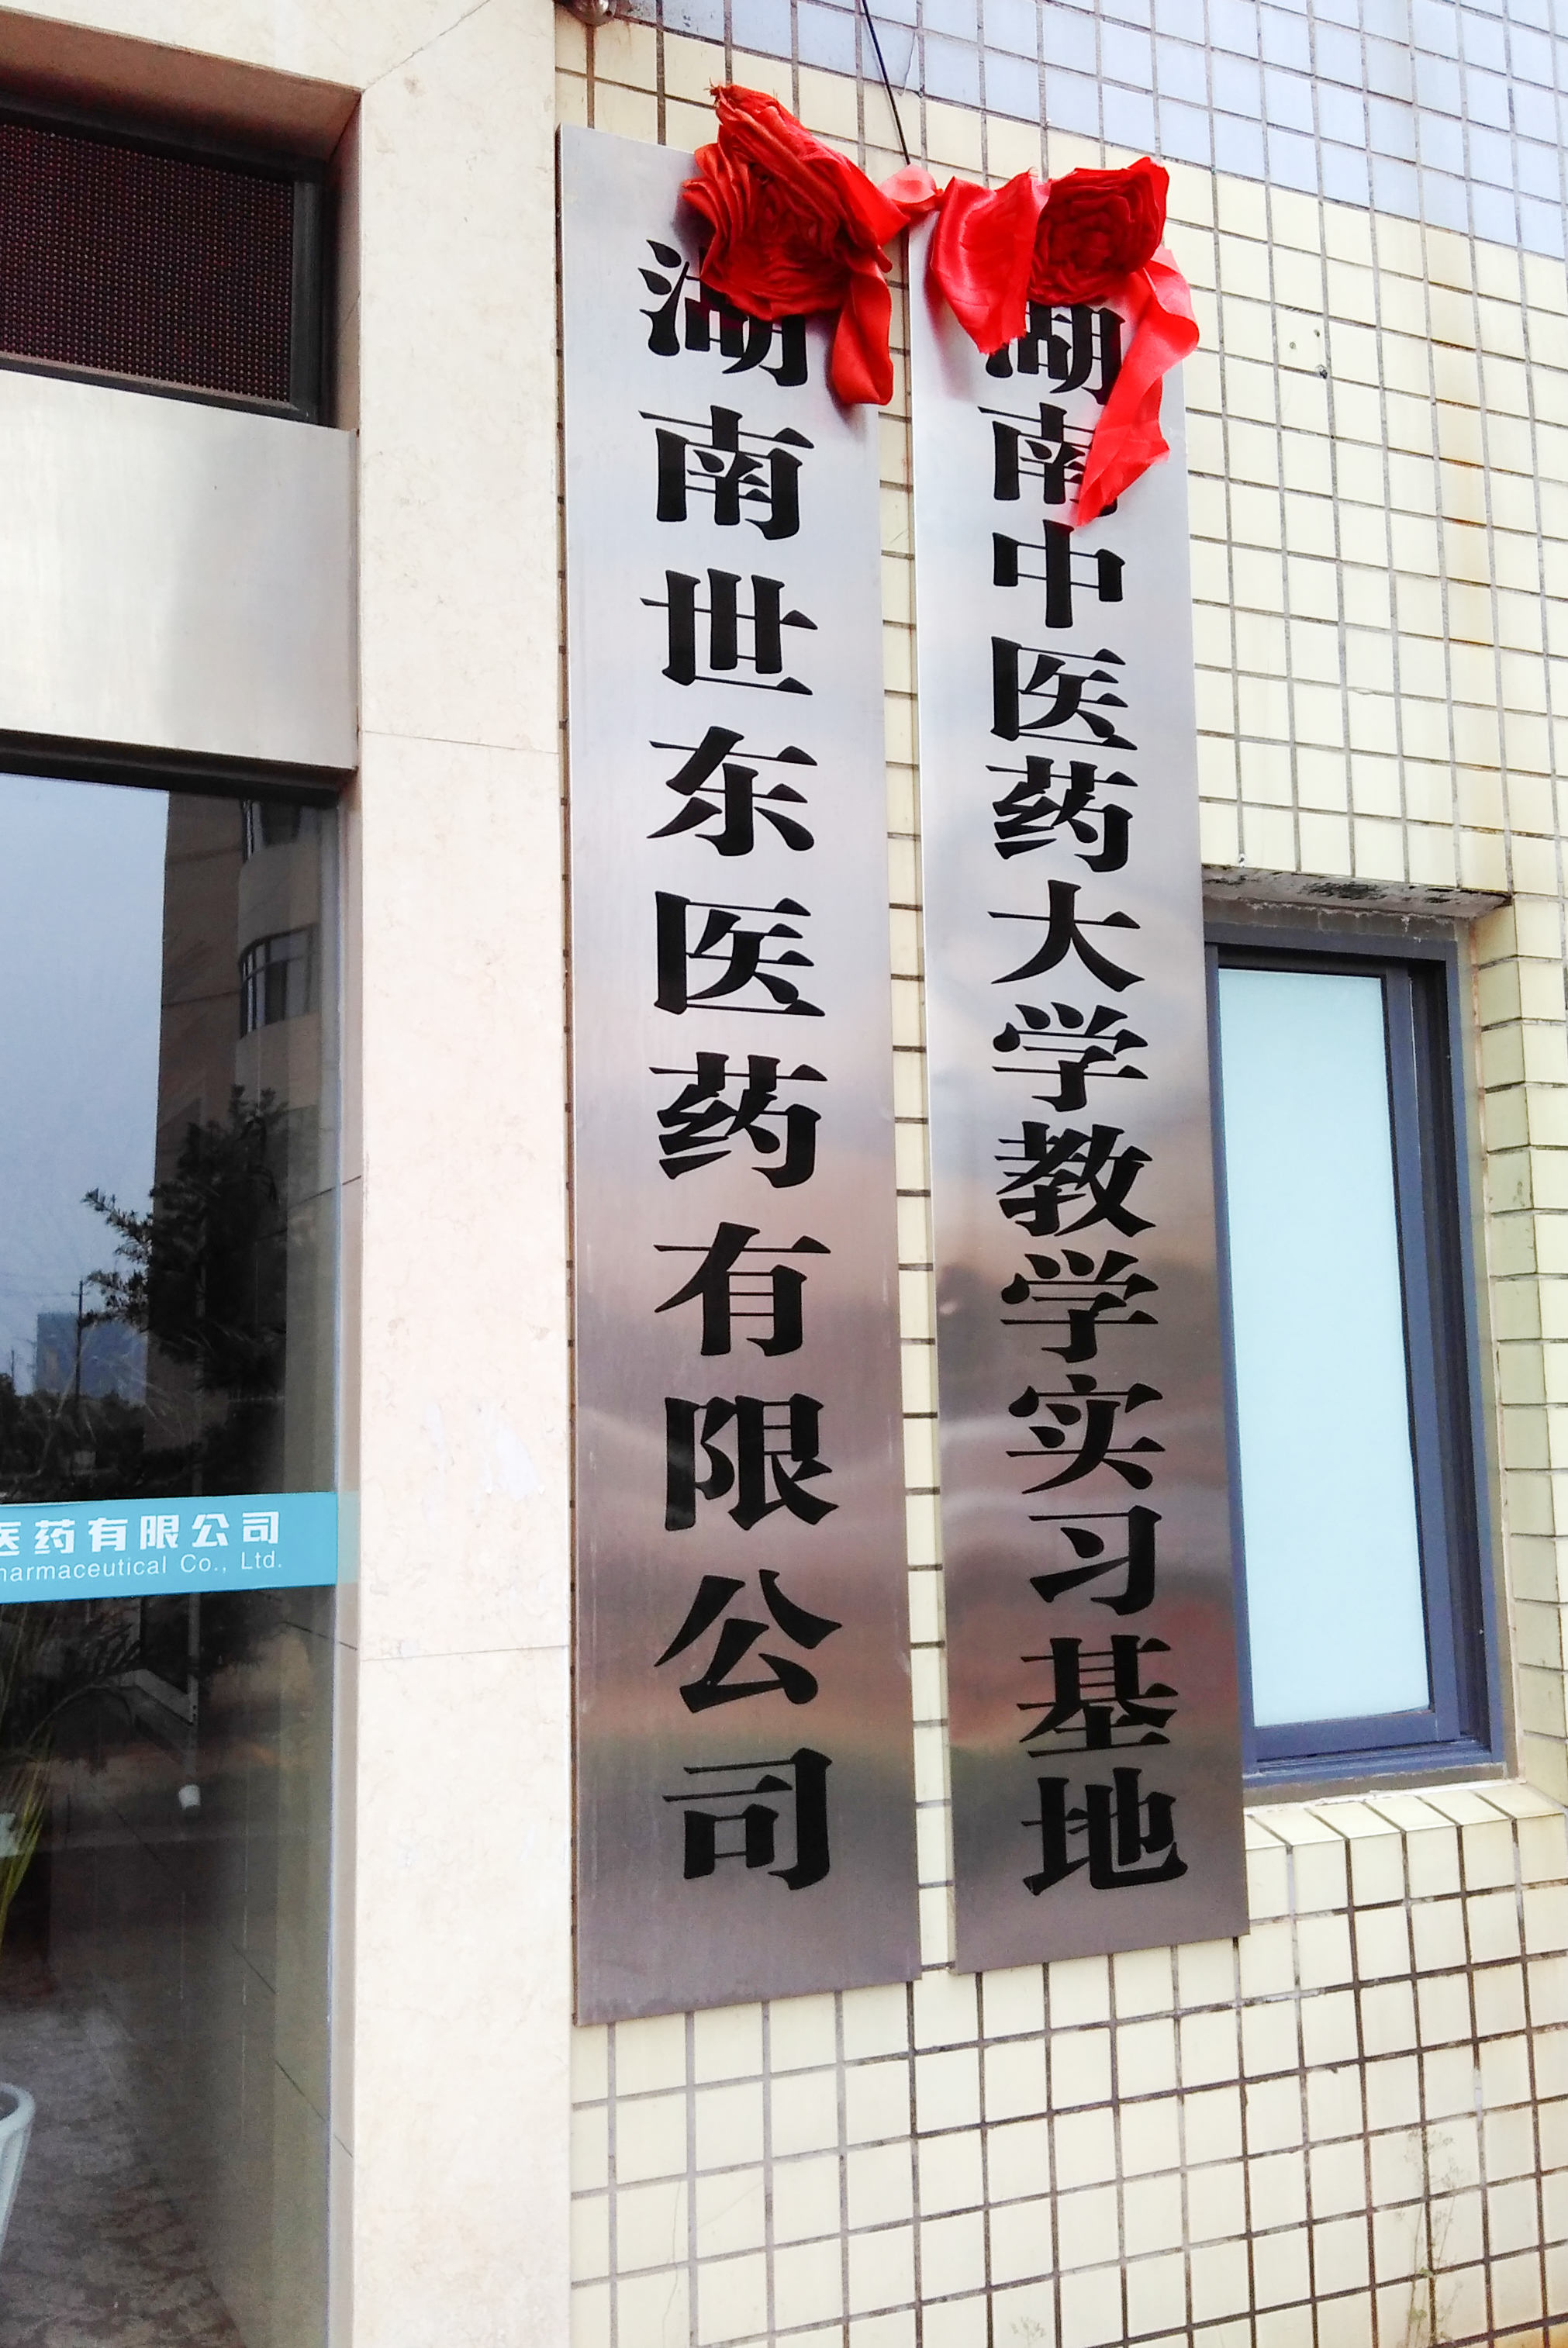 湖南世东医药有限公司
湖南中医药大学教学实习基地
医药有限公司
harmaceutical Co., Ltd.